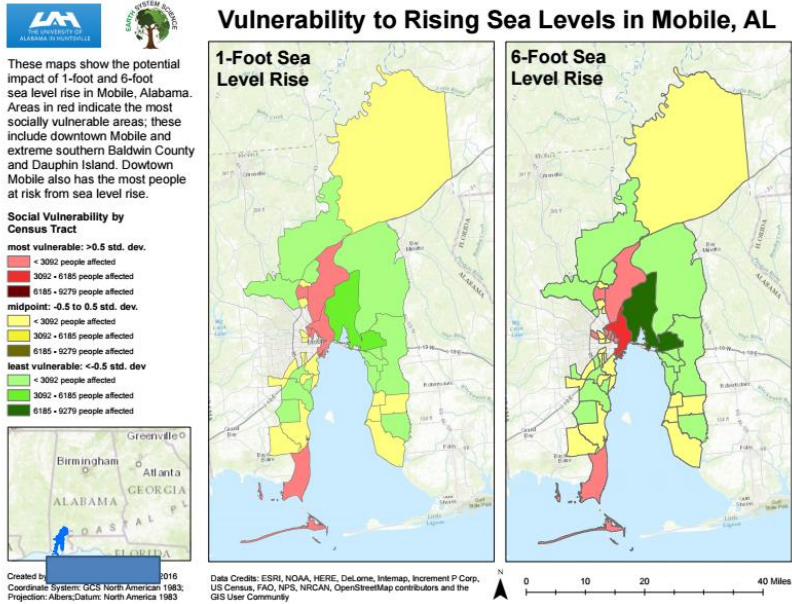 UAH
THE UNIVERSITY OF
ALABAMA IN HUNTSVILLE
EARTH SYSTEM SCIENCE
Vulnerability to Rising Sea Levels in Mobile, AL
These maps show the potential
impact of 1-foot and 6-foot
sea level rise in Mobile, Alabama.
Areas in red indicate the most
socially vulnerable areas; these
include downtown Mobile and
extreme southern Baldwin County
and Dauphin Island. Dowtown
Mobile also has the most people
at risk from sea level rise.
Social Vulnerability by
Census Tract
most vulnerable: >0.5 std. dev.
< 3092 people affected
3092 - 6185 people affected
6185 - 9279 people affected
midpoint: -0.5 to 0.5 std. dev.
< 3092 people affected
3092 - 6185 people affected
6185 - 9279 people affected
least vulnerable: <-0.5 std. dev
< 3092 people affected
3092 - 6185 people affected
6185 - 9279 people affected
Greenville
Birmingham
Atlanta
GEORGIA
ALABAMA
COASTAL PL
FLORIDA
Created by
2016
Coordinate System: GCS North American 1983;
Projection: Albers;Datum: North America 1983
1-Foot Sea
Level Rise
FLORIDA
ALABAMA
6-Foot Sea
Level Rise
FLORIDA
ALABAMA
Data Credits: ESRI, NOAA, HERE, DeLorme, Intemap, Increment P Corp,
US Census, FAO, NPS, NRCAN, OpenStreetMap contributors and the
GIS User Communtiy
N
0 10 20 40 Miles